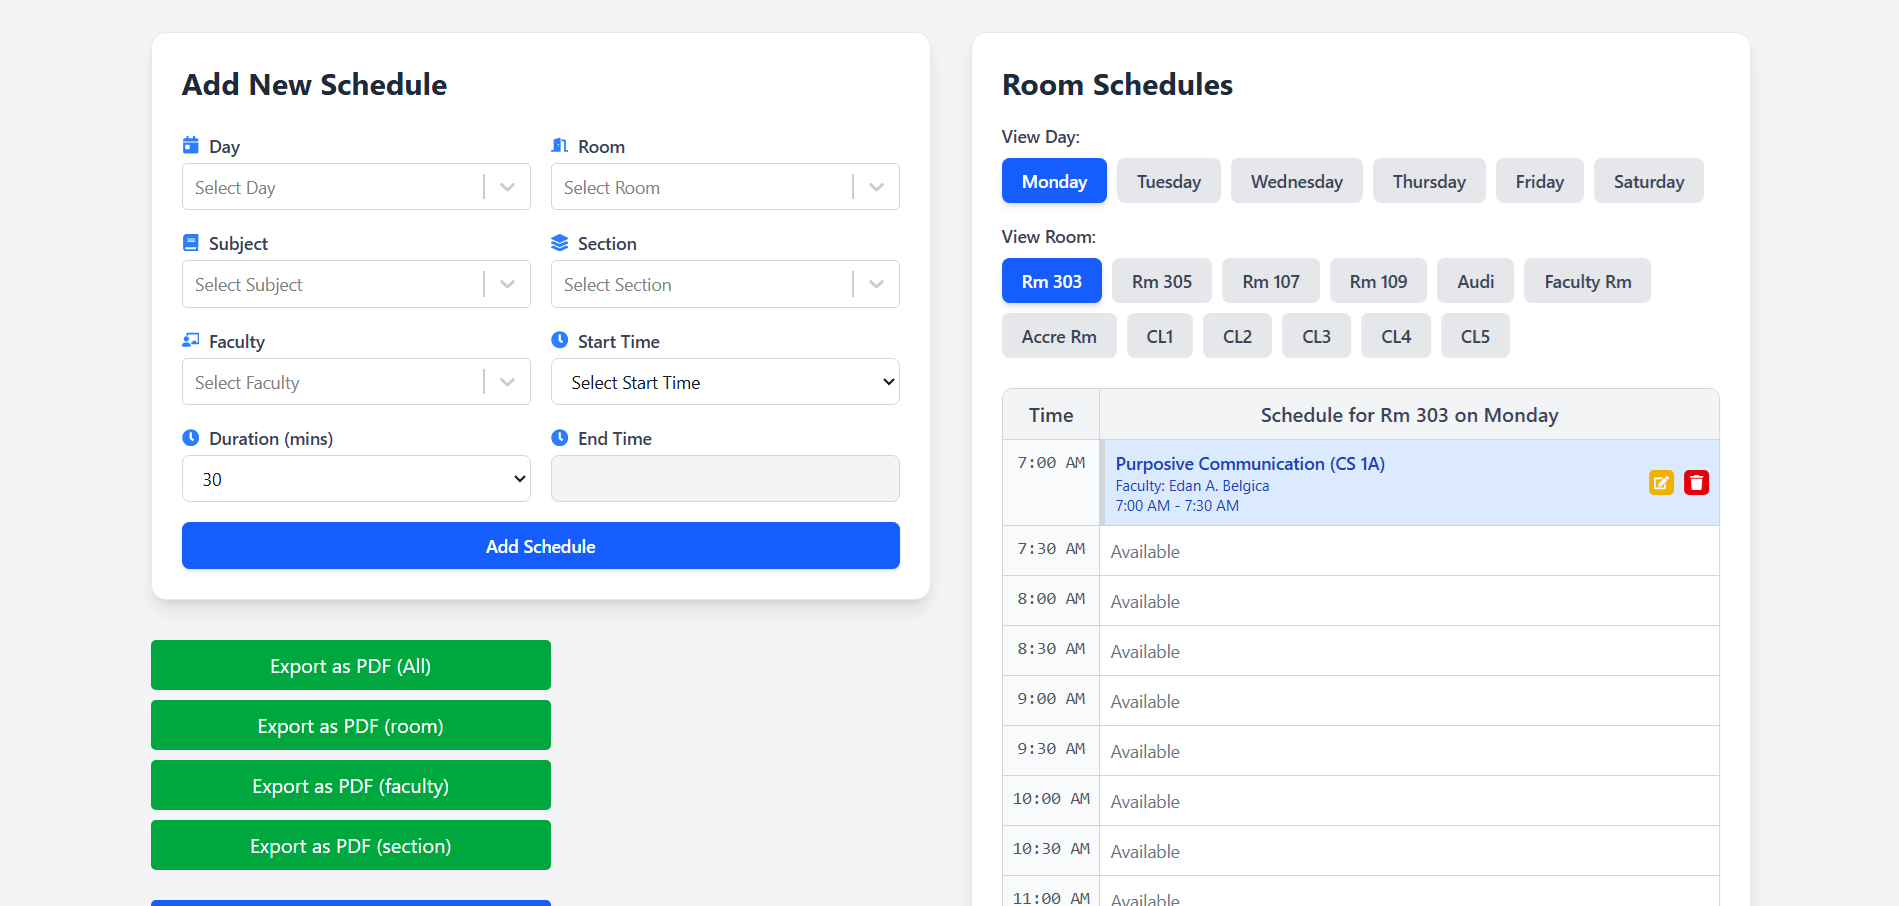 Add New Schedule
Day
Select Day
Room
Select Room
Subject
Select Subject
Section
Select Section
Faculty
Select Faculty
Start Time
Select Start Time
Duration (mins)
30
End Time
Add Schedule
Export as PDF (All)
Export as PDF (room)
Export as PDF (faculty)
Export as PDF (section)
Room Schedules
View Day:
Monday Tuesday Wednesday Thursday Friday Saturday
View Room:
Rm 303 Rm 305 Rm 107 Rm 109 Audi Faculty Rm
Accre Rm CL1 CL2 CL3 CL4 CL5
Time Schedule for Rm 303 on Monday
7:00 AM Purposive Communication (CS 1A)
Faculty: Edan A. Belgica
7:00 AM - 7:30 AM
7:30 AM Available
8:00 AM Available
8:30 AM Available
9:00 AM Available
9:30 AM Available
10:00 AM Available
10:30 AM Available
11:00 AM Available